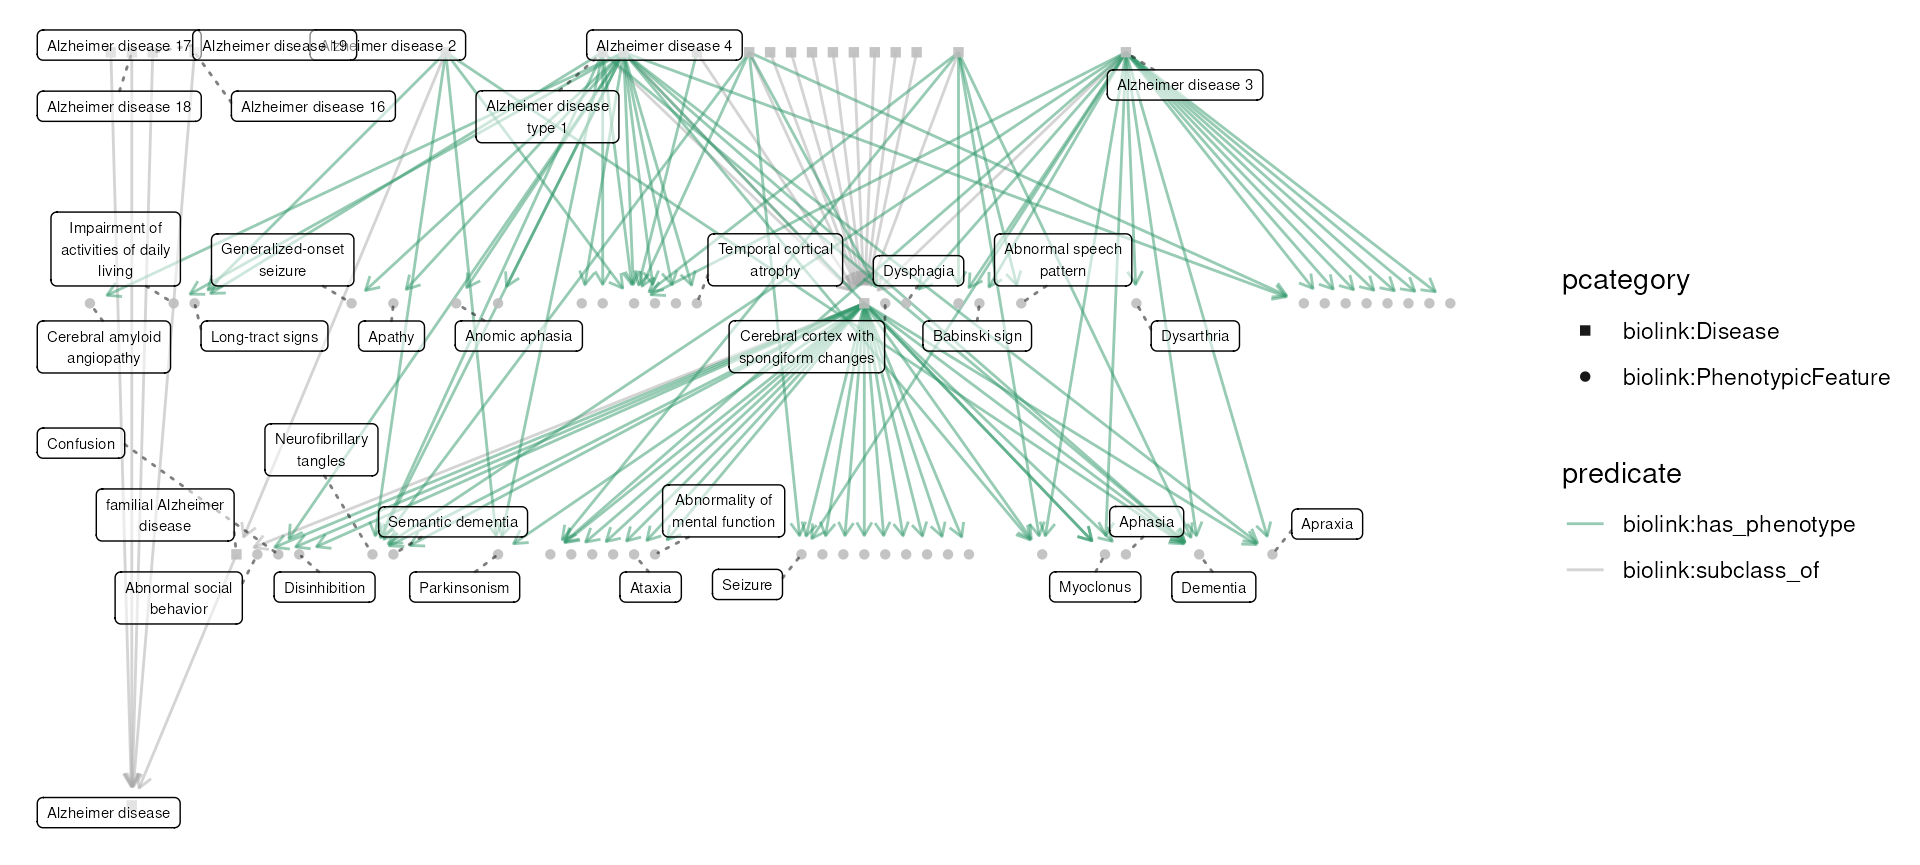 Alzheimer disease 17
Alzheimer disease 19
Alzheimer disease 2
Alzheimer disease 4
Alzheimer disease 3
Alzheimer disease 18
Alzheimer disease 16
Alzheimer disease
type 1
Impairment of
activities of daily
living
Generalized-onset
seizure
Temporal cortical
atrophy
Dysphagia
Abnormal speech
pattern
Cerebral amyloid
angiopathy
Long-tract signs
Apathy
Anomic aphasia
Cerebral cortex with
spongiform changes
Babinski sign
Dysarthria
Confusion
Neurofibrillary
tangles
familial Alzheimer
disease
Semantic dementia
Abnormality of
mental function
Aphasia
Apraxia
Abnormal social
behavior
Disinhibition
Parkinsonism
Ataxia
Seizure
Myoclonus
Dementia
Alzheimer disease
pcategory
biolink:Disease
biolink:PhenotypicFeature
predicate
biolink:has_phenotype
biolink:subclass_of